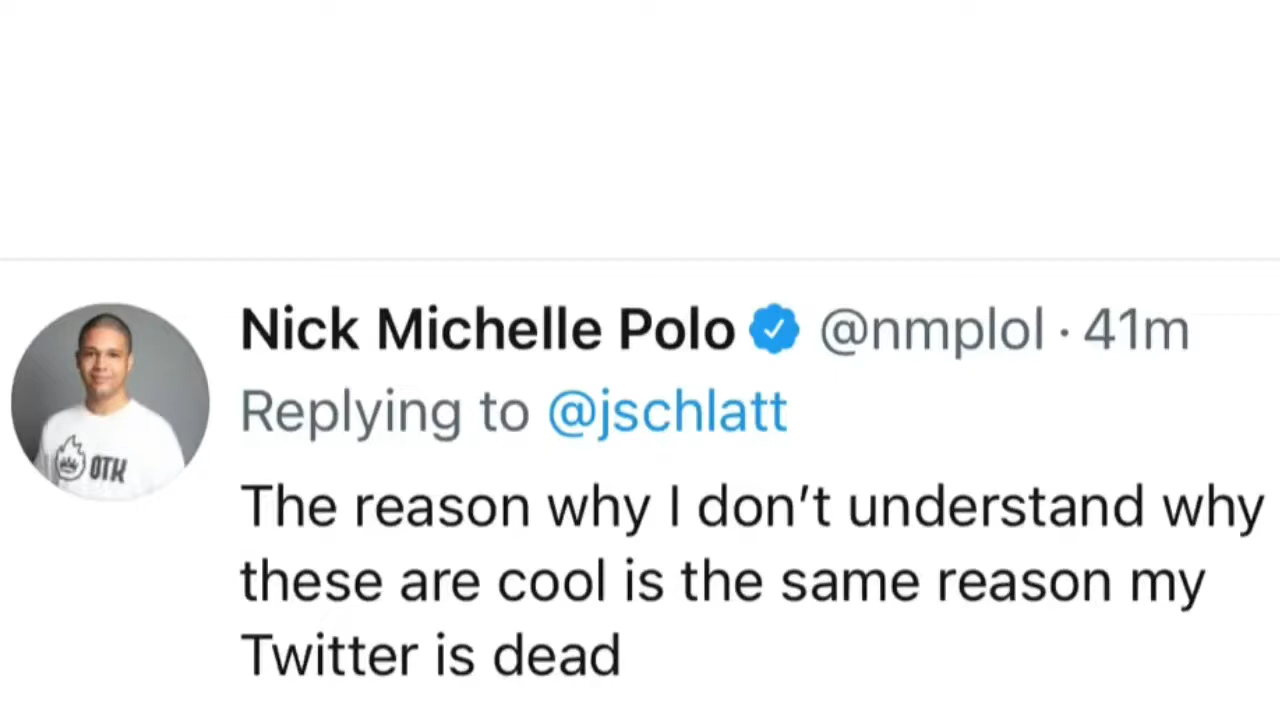 Nick Michelle Polo @nmplol · 41m
Replying to @jschlatt
OTK
The reason why I don’t understand why
these are cool is the same reason my
Twitter is dead